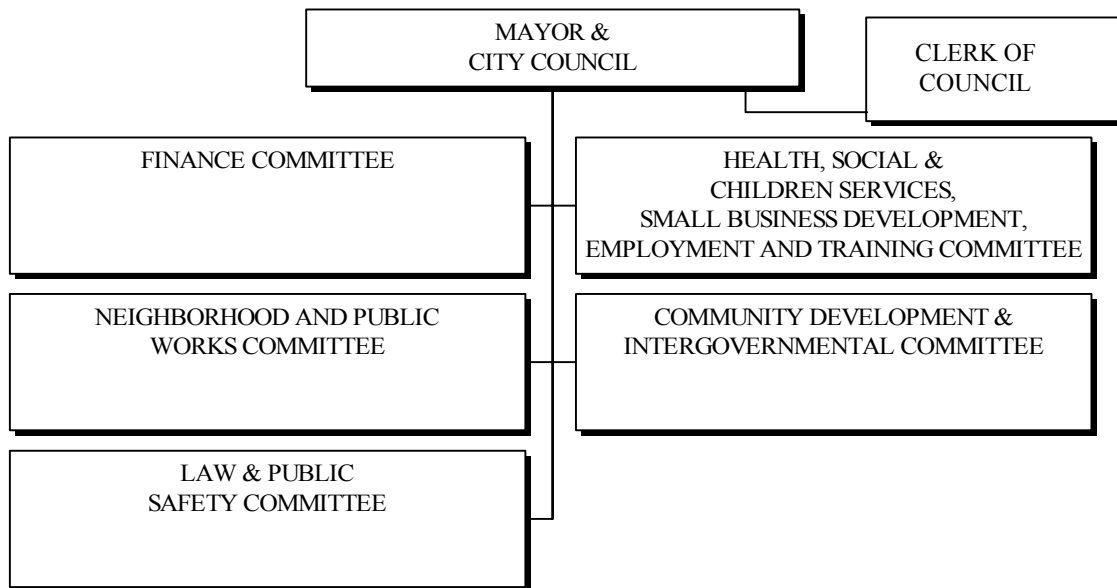 MAYOR &
CITY COUNCIL
CLERK OF
COUNCIL
FINANCE COMMITTEE
HEALTH, SOCIAL &
CHILDREN SERVICES,
SMALL BUSINESS DEVELOPMENT,
EMPLOYMENT AND TRAINING COMMITTEE
NEIGHBORHOOD AND PUBLIC
WORKS COMMITTEE
COMMUNITY DEVELOPMENT &
INTERGOVERNMENTAL COMMITTEE
LAW & PUBLIC
SAFETY COMMITTEE